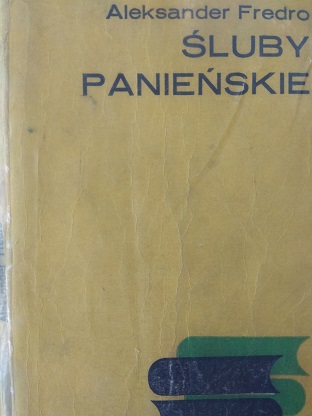 Aleksander Fredro
ŚLUBY
PANIEŃSKIE